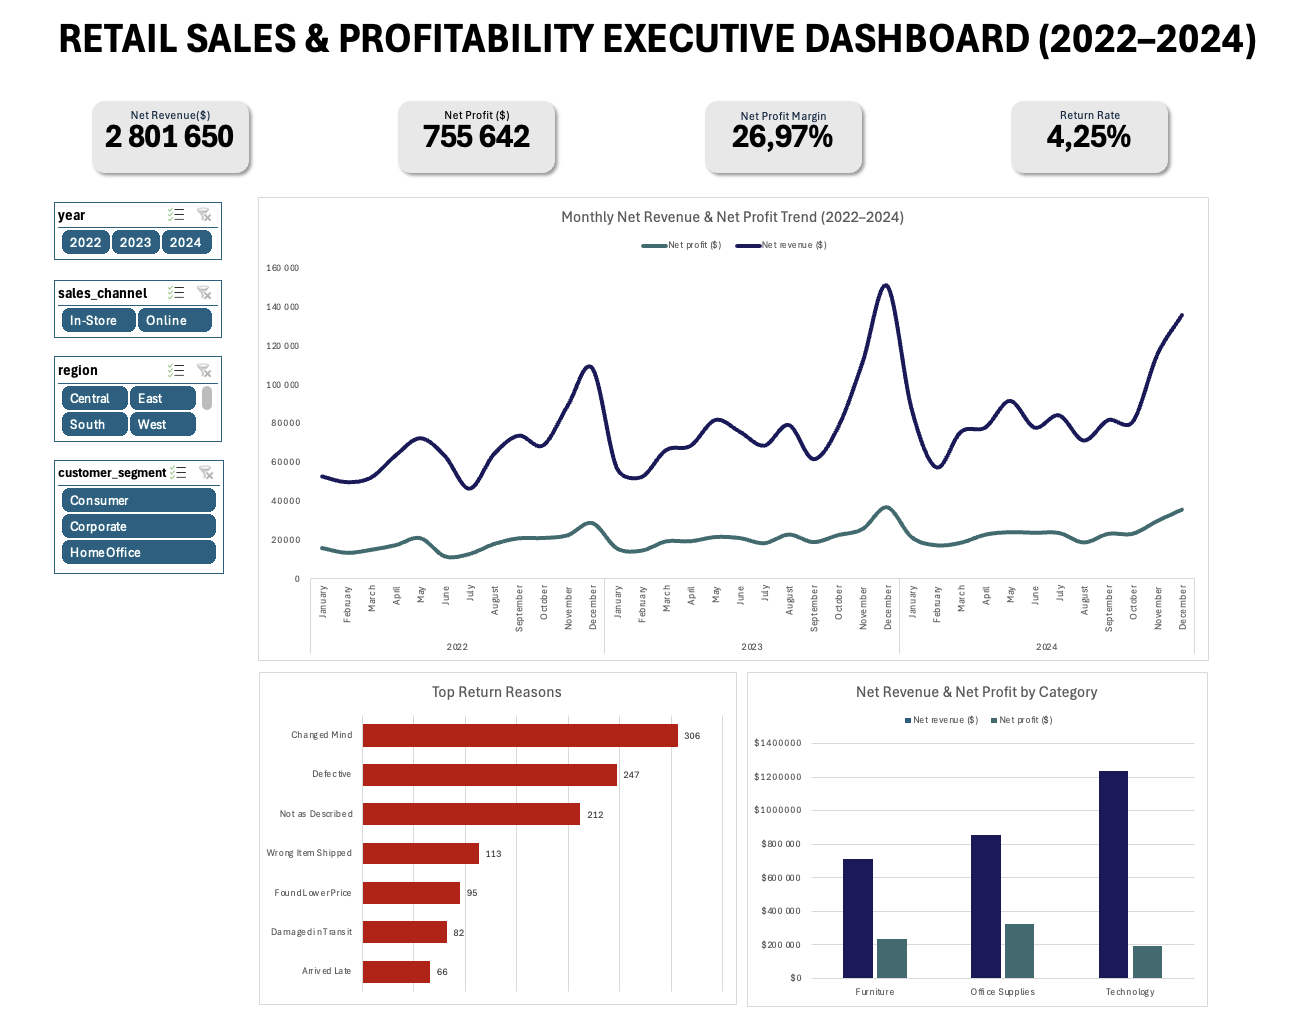 RETAIL SALES & PROFITABILITY EXECUTIVE DASHBOARD (2022–2024)
Net Revenue($)
2 801 650
Net Profit ($)
755 642
Net Profit Margin
26,97%
Return Rate
4,25%
year
2022 2023 2024
sales_channel
In-Store Online
region
Central East
South West
customer_segment
Consumer
Corporate
Home Office
Monthly Net Revenue & Net Profit Trend (2022–2024)
Net profit ($) Net revenue ($)
160 000
140 000
120 000
100 000
80000
60000
40000
20000
0
January February March April May June July August September October November December January February March April May June July August September October November December January February March April May June July August September October November December
2022 2023 2024
Top Return Reasons
Changed Mind 306
Defective 247
Not as Described 212
Wrong Item Shipped 113
Found Lower Price 95
Damaged in Transit 82
Arrived Late 66
Net Revenue & Net Profit by Category
Net revenue ($) Net profit ($)
$1400000
$1200000
$1000000
$800 000
$600 000
$400 000
$200 000
$0
Furniture Office Supplies Technology